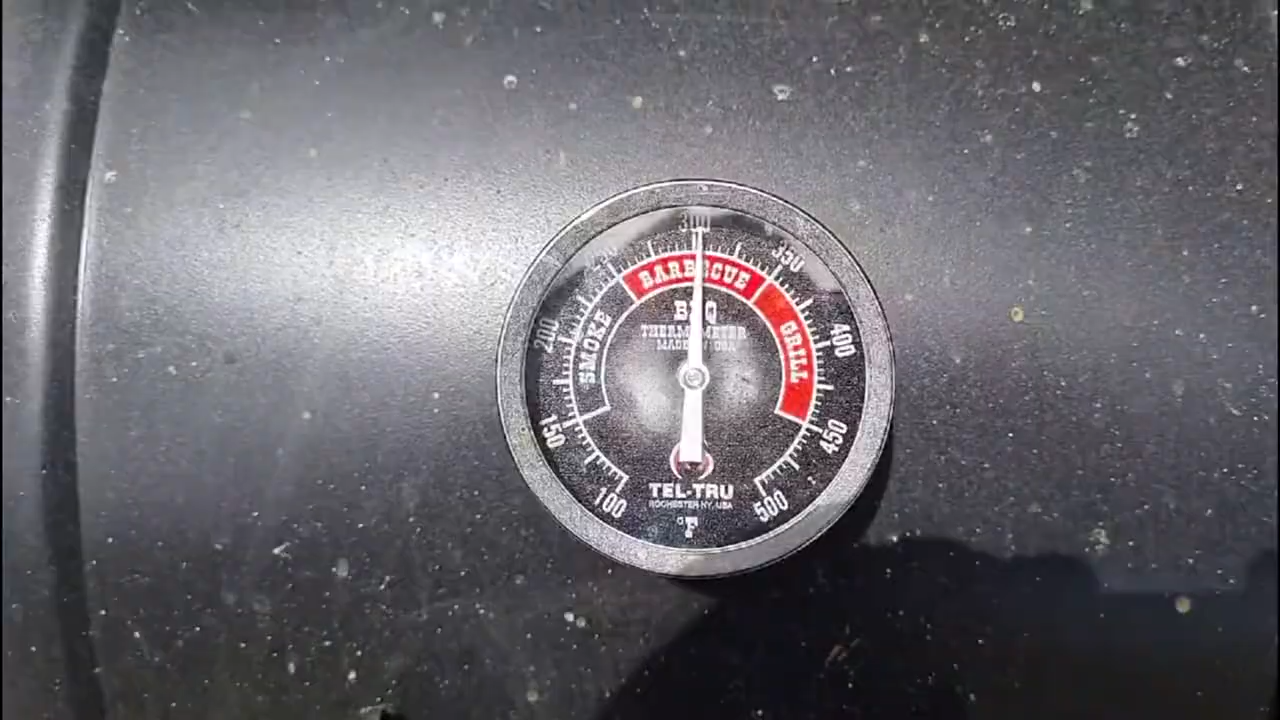 300
350
BARBECUE
200
SMOKE
BBQ
THERMOMETER
MADE IN USA
GRILL
400
150
450
100
500
TEL-TRU
ROCHESTER NY, USA
°F